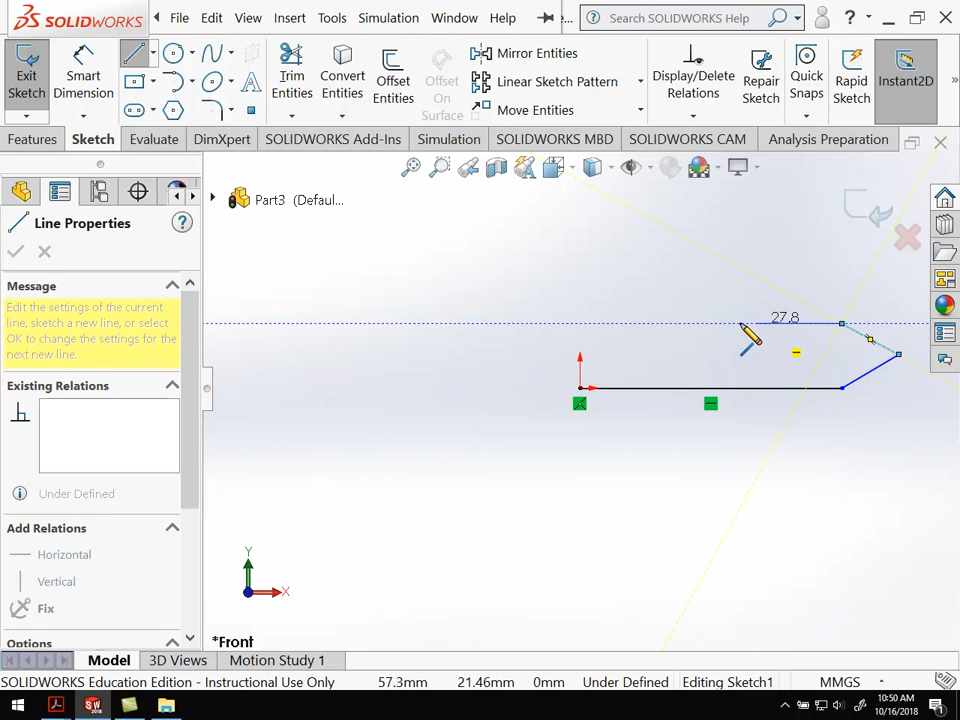 SOLIDWORKS File Edit View Insert Tools Simulation Window Help e... Search SOLIDWORKS Help ?
Exit Sketch
Smart Dimension
Trim Entities
Convert Entities
Offset Entities
Offset On Surface
Mirror Entities
Linear Sketch Pattern
Move Entities
Display/Delete Relations
Repair Sketch
Quick Snaps
Rapid Sketch
Instant2D
Features Sketch Evaluate DimXpert SOLIDWORKS Add-Ins Simulation SOLIDWORKS MBD SOLIDWORKS CAM Analysis Preparation
Part3 (Defaul...
Line Properties
Message
Edit the settings of the current
line, sketch a new line, or select
OK to change the settings for the
next new line.
Existing Relations
Under Defined
Add Relations
Horizontal
Vertical
Fix
Options
27.8
Y
X
*Front
Model 3D Views Motion Study 1
SOLIDWORKS Education Edition - Instructional Use Only 57.3mm 21.46mm 0mm Under Defined Editing Sketch1 MMGS
10:50 AM
10/16/2018